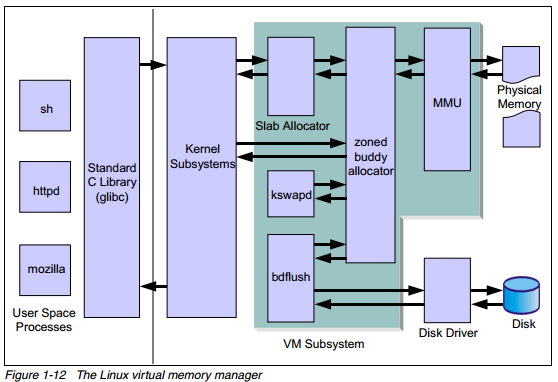 sh
httpd
mozilla
User Space
Processes
Standard
C Library
(glibc)
Kernel
Subsystems
Slab Allocator
zoned
buddy
allocator
kswapd
bdflush
VM Subsystem
MMU
Physical
Memory
Disk Driver
Disk
Figure 1-12 The Linux virtual memory manager